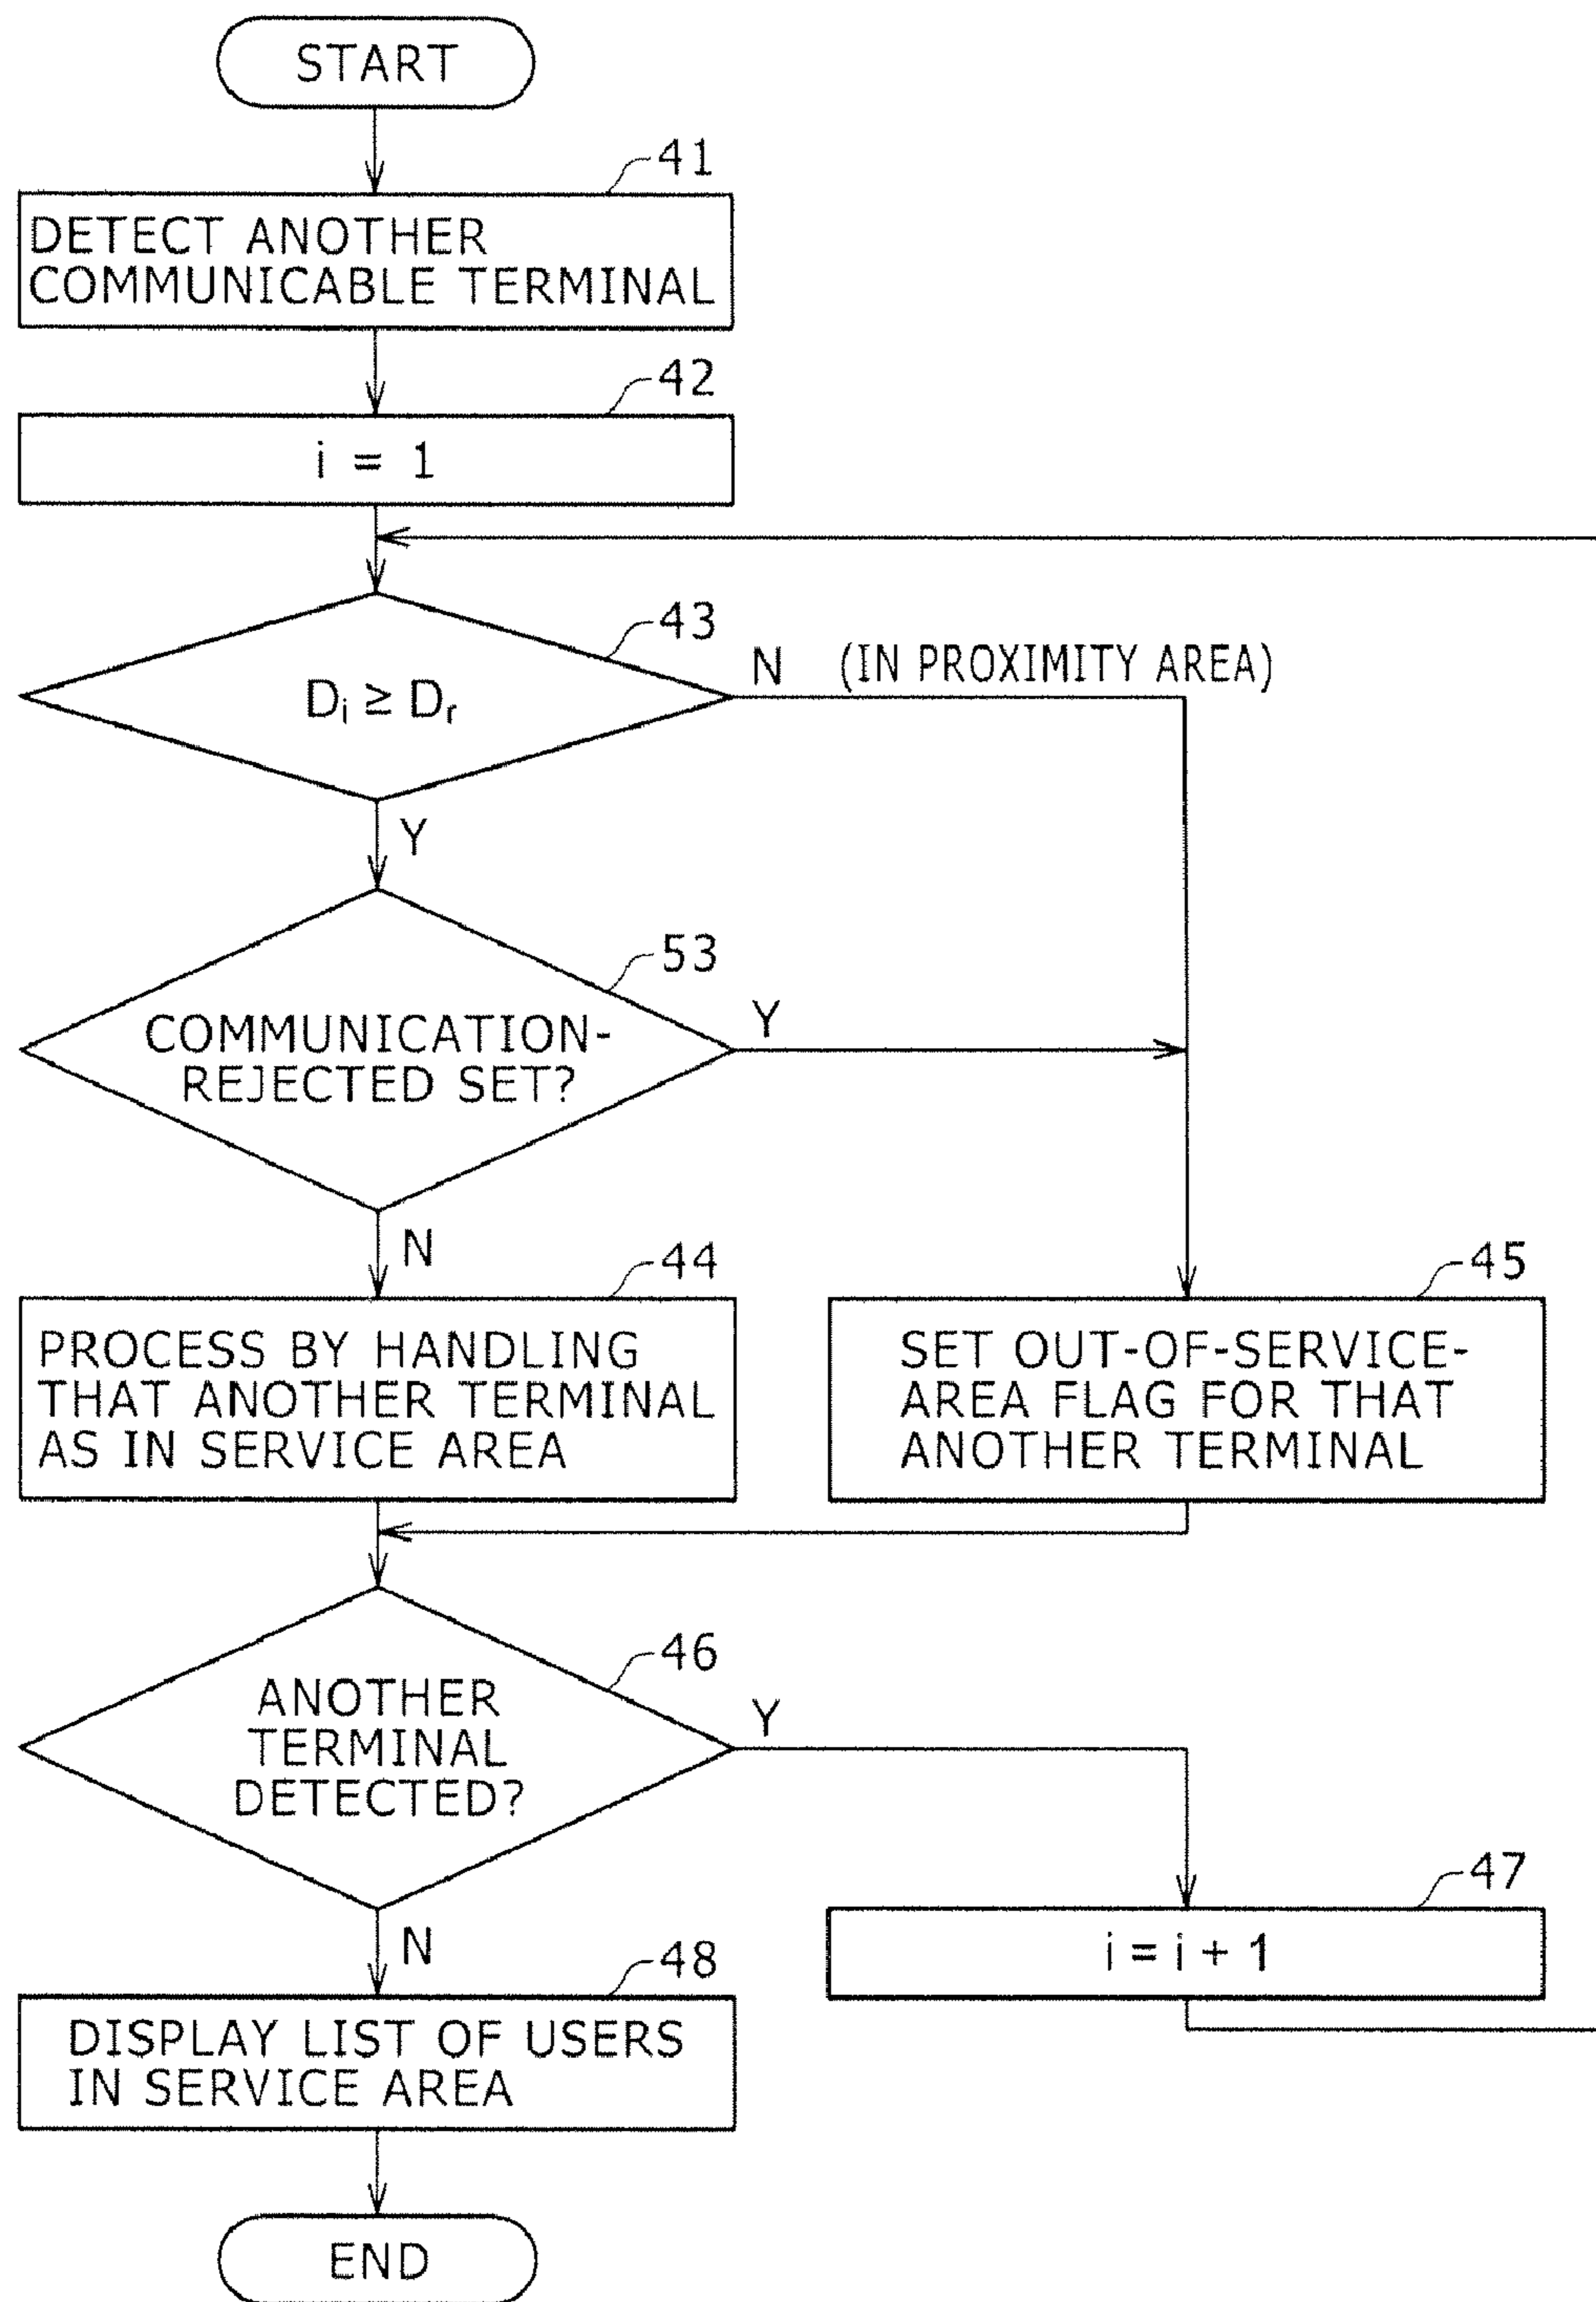 START
41
DETECT ANOTHER
COMMUNICABLE TERMINAL
42
i = 1
43
N (IN PROXIMITY AREA)
Di ≥ Dr
Y
53
COMMUNICATION-
REJECTED SET?
Y
N
44
PROCESS BY HANDLING
THAT ANOTHER TERMINAL
AS IN SERVICE AREA
45
SET OUT-OF-SERVICE-
AREA FLAG FOR THAT
ANOTHER TERMINAL
46
ANOTHER
TERMINAL
DETECTED?
Y
47
i = i + 1
N
48
DISPLAY LIST OF USERS
IN SERVICE AREA
END